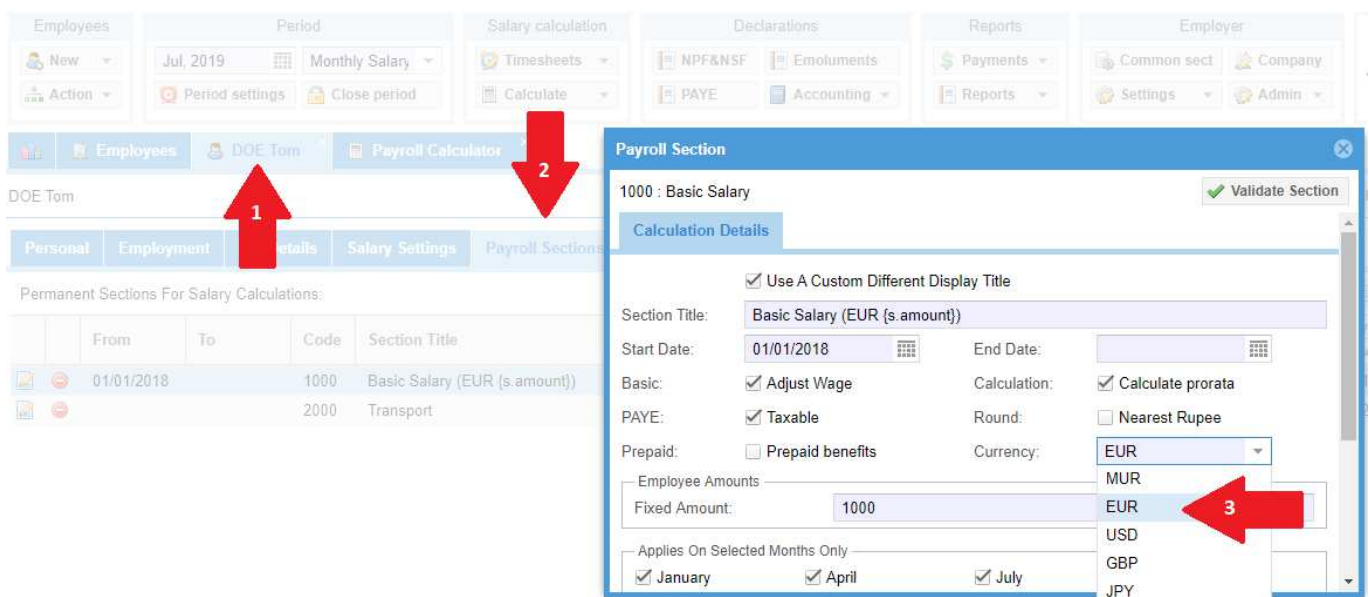 Employees Period Salary calculation Declarations Reports Employer
New Jul, 2019 Monthly Salary Timesheets NPF&NSF Emoluments Payments Common sect Company
Action Period settings Close period Calculate PAYE Accounting Reports Settings Admin
Employees DOE Tom Payroll Calculator
2
1
DOE Tom
Personal Employment etails Salary Settings Payroll Sections
Permanent Sections For Salary Calculations:
From To Code Section Title
01/01/2018 1000 Basic Salary (EUR {s.amount})
2000 Transport
Payroll Section
1000 : Basic Salary Validate Section
Calculation Details
Use A Custom Different Display Title
Section Title: Basic Salary (EUR {s.amount})
Start Date: 01/01/2018 End Date:
Basic: Adjust Wage Calculation: Calculate prorata
PAYE: Taxable Round: Nearest Rupee
Prepaid: Prepaid benefits Currency: EUR
MUR
EUR 3
USD
GBP
JPY
Employee Amounts
Fixed Amount: 1000
Applies On Selected Months Only
January April July